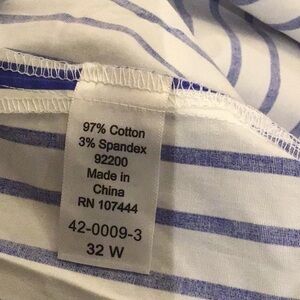 97% Cotton
3% Spandex
92200
Made in
China
RN 107444
42-0009-3
32 W